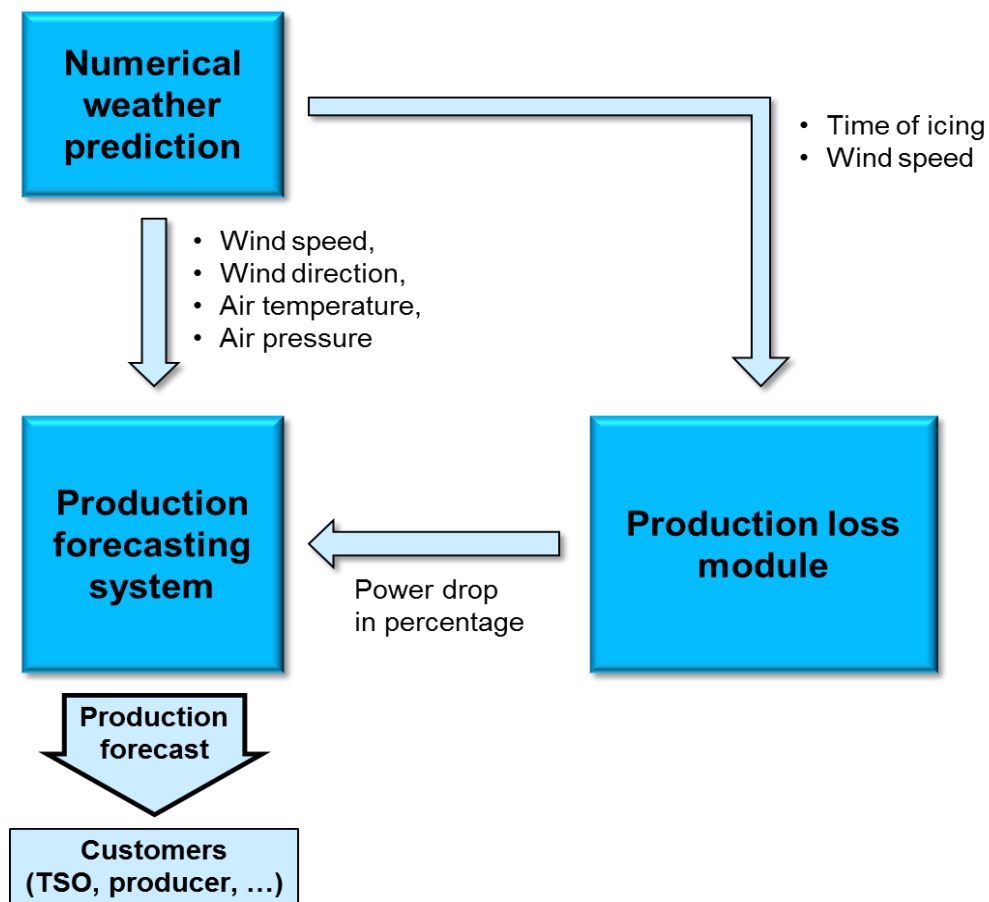 Numerical
weather
prediction
• Time of icing
• Wind speed
• Wind speed,
• Wind direction,
• Air temperature,
• Air pressure
Production
forecasting
system
Production loss
module
Power drop
in percentage
Production
forecast
Customers
(TSO, producer, …)